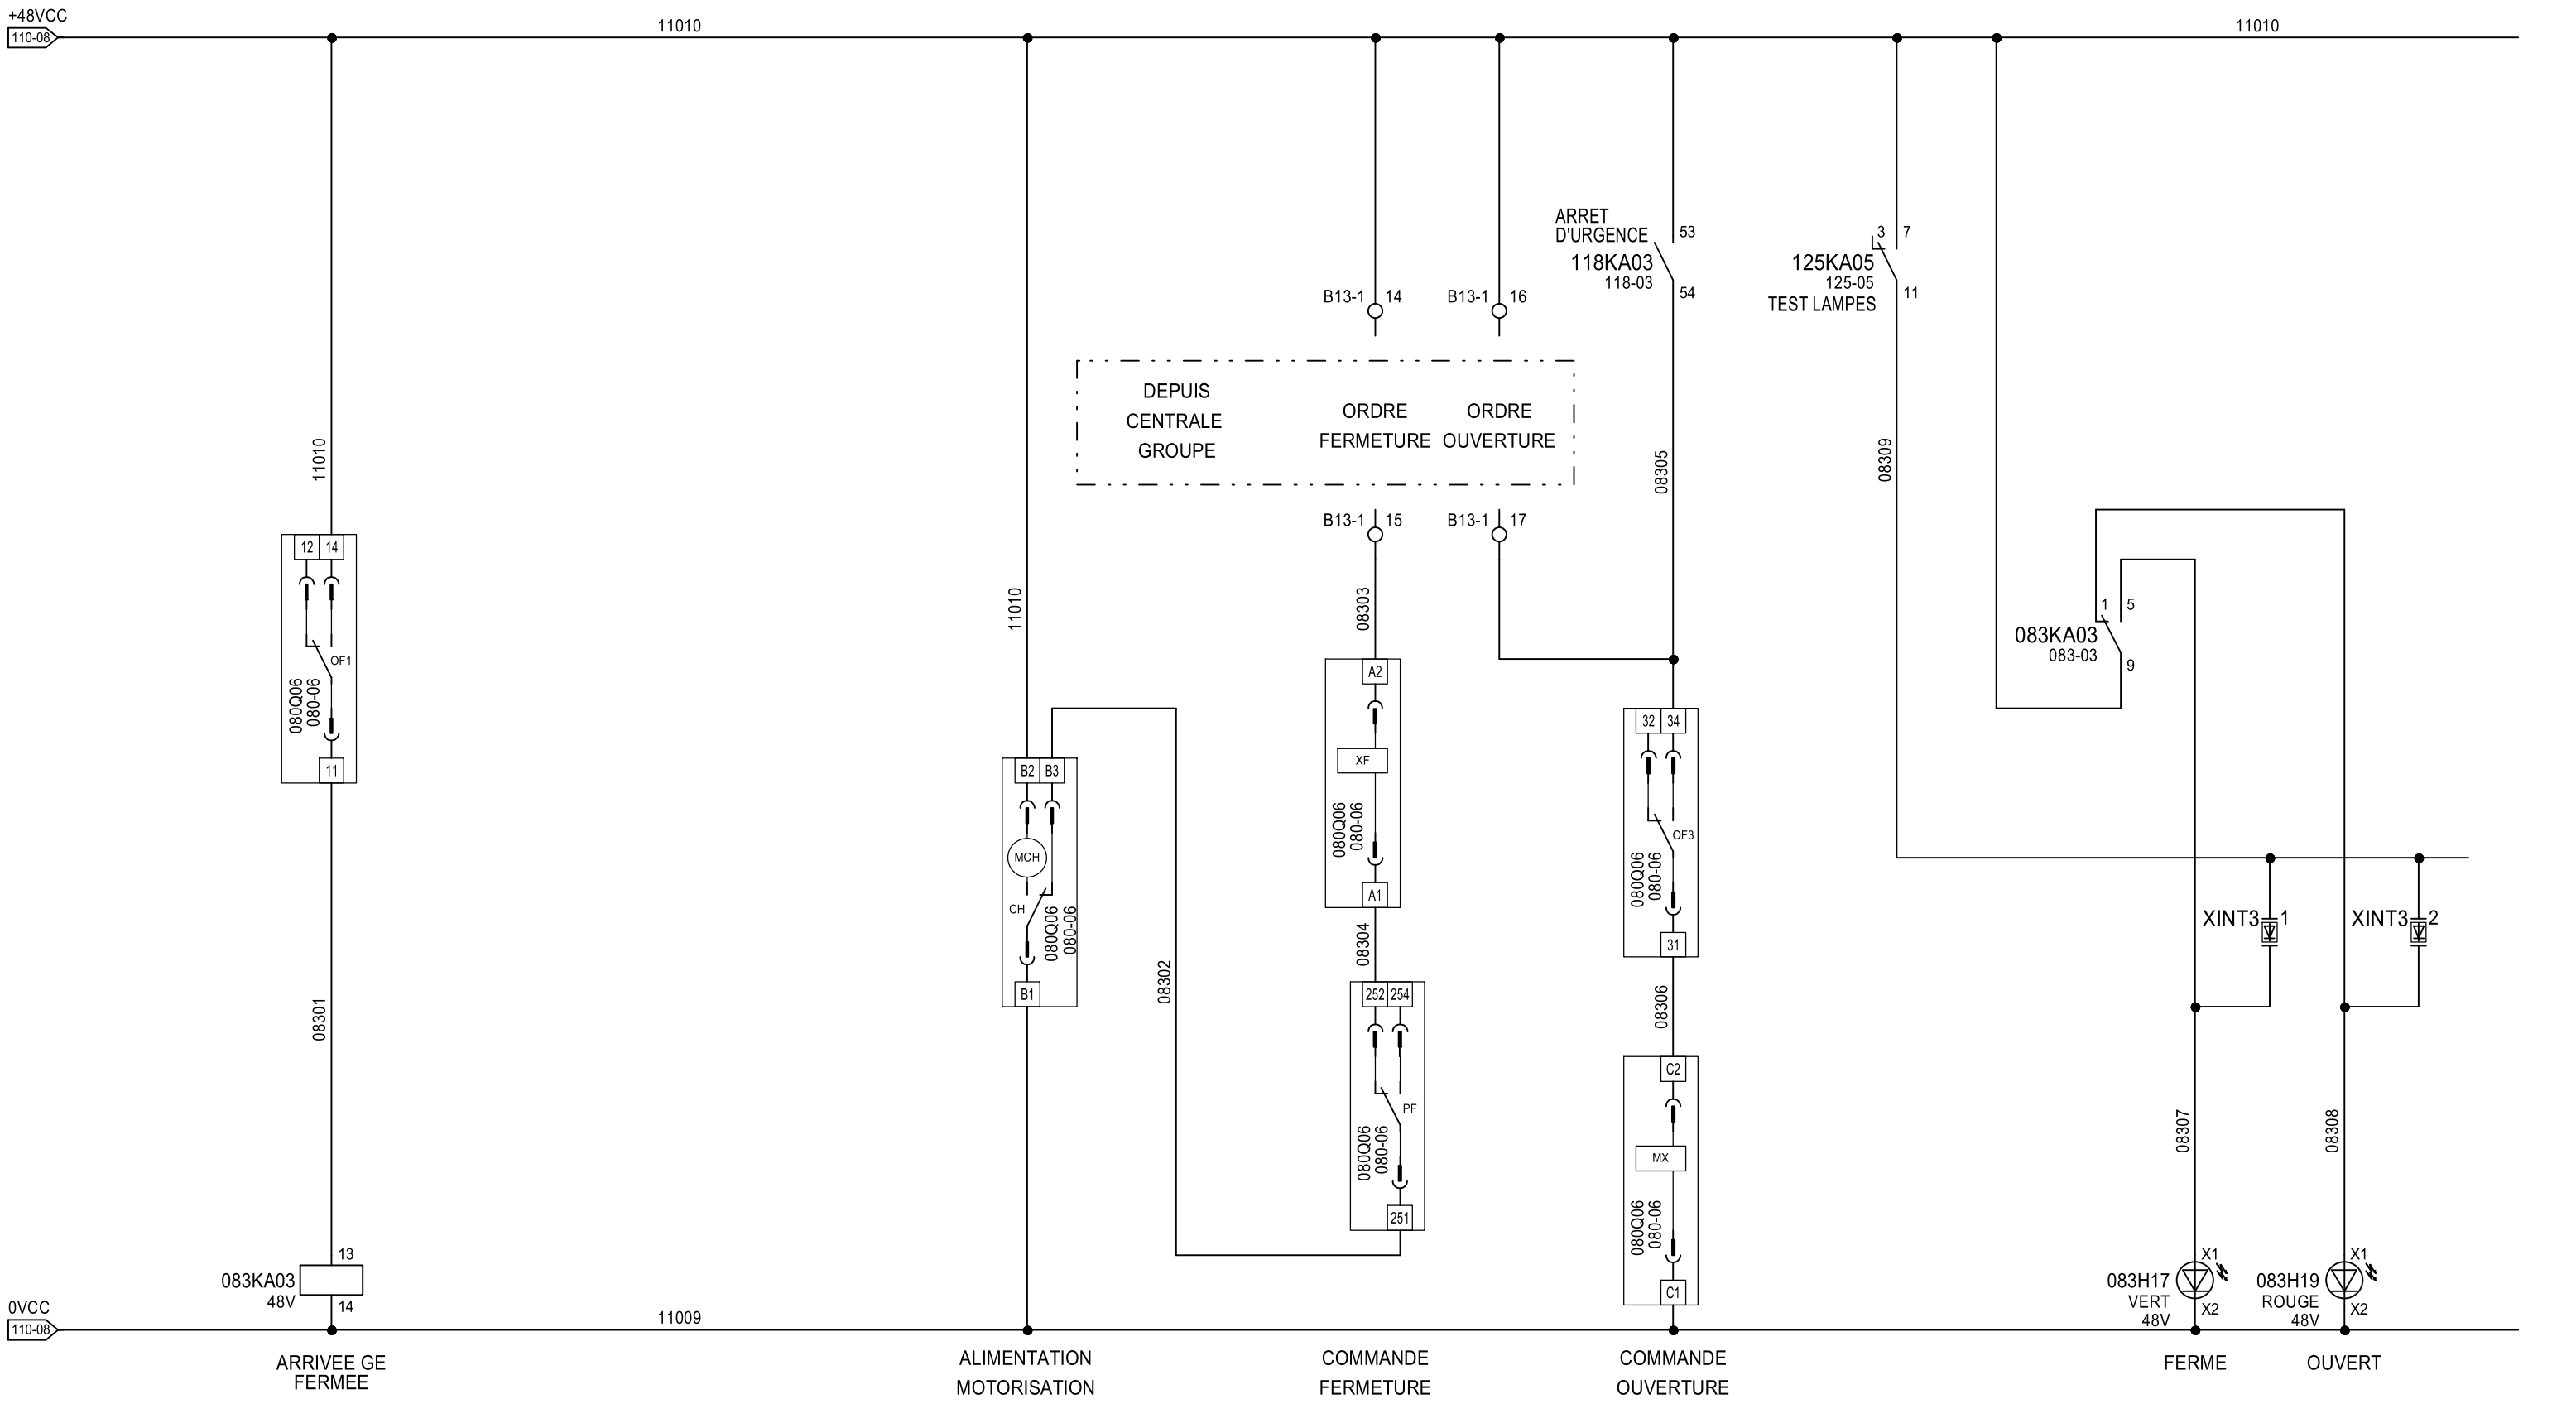 +48VCC
110-08
11010
11010
ARRET
D'URGENCE
118KA03
118-03
53
54
3
7
125KA05
125-05
TEST LAMPES
11
B13-1
14
B13-1
16
DEPUIS
CENTRALE
GROUPE
ORDRE
FERMETURE
ORDRE
OUVERTURE
11010
08305
08309
B13-1
15
B13-1
17
12
14
OF1
080Q06
080-06
11
11010
08303
1
5
083KA03
083-03
9
A2
XF
080Q06
080-06
A1
32
34
OF3
080Q06
080-06
31
B2
B3
MCH
CH
080Q06
080-06
B1
XINT3
1
XINT3
2
08301
08302
08304
08306
252
254
PF
080Q06
080-06
251
C2
MX
080Q06
080-06
C1
08307
08308
13
083KA03
48V
14
X1
083H17
VERT
48V
X2
X1
083H19
ROUGE
48V
X2
0VCC
110-08
11009
ARRIVEE GE
FERMEE
ALIMENTATION
MOTORISATION
COMMANDE
FERMETURE
COMMANDE
OUVERTURE
FERME
OUVERT